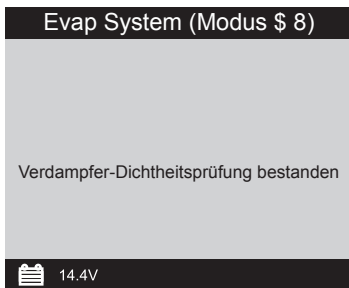 Evap System (Modus $ 8)
Verdampfer-Dichtheitsprüfung bestanden
14.4V